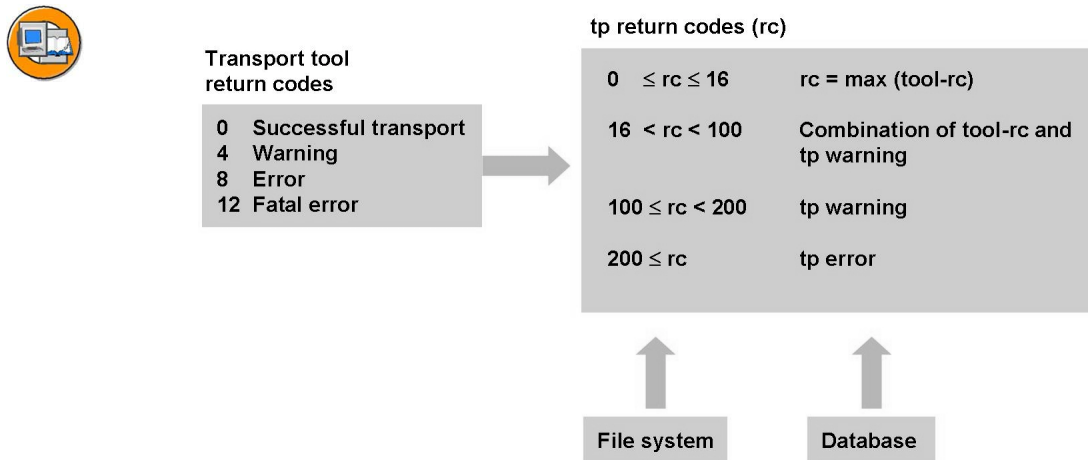 Transport tool
return codes
0 Successful transport
4 Warning
8 Error
12 Fatal error
tp return codes (rc)
0 ≤ rc ≤ 16 rc = max (tool-rc)
16 < rc < 100 Combination of tool-rc and
tp warning
100 ≤ rc < 200 tp warning
200 ≤ rc tp error
File system
Database